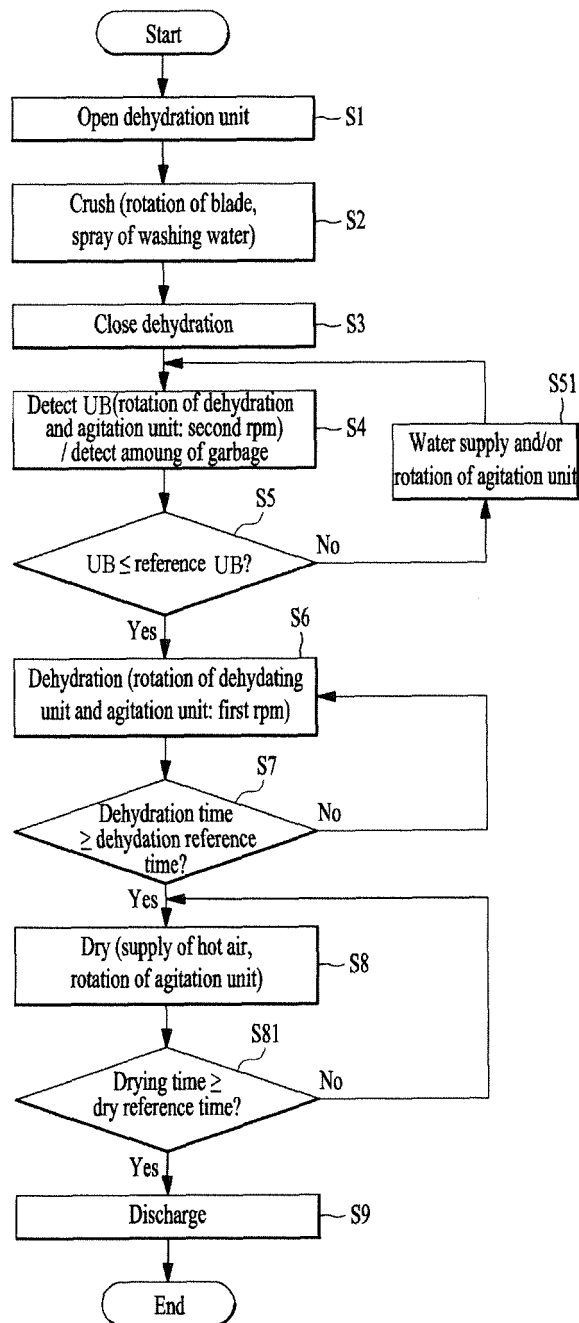 Start
Open dehydration unit
S1
Crush (rotation of blade,
spray of washing water)
S2
Close dehydration
S3
Detect UB(rotation of dehydration
and agitation unit: second rpm)
/ detect amoung of garbage
S4
S51
Water supply and/or
rotation of agitation unit
S5
UB ≤ reference UB?
No
Yes
S6
Dehydration (rotation of dehydating
unit and agitation unit: first rpm)
S7
Dehydration time
≥ dehydation reference
time?
No
Yes
Dry (supply of hot air,
rotation of agitation unit)
S8
S81
Drying time ≥
dry reference time?
No
Yes
Discharge
S9
End